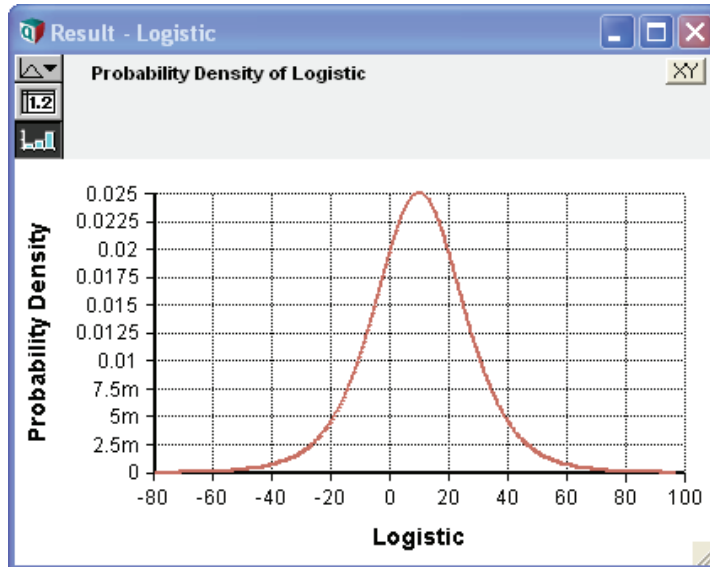 Result - Logistic
Probability Density of Logistic
XY
1.2
0.025
0.0225
0.02
0.0175
0.015
0.0125
0.01
7.5m
5m
2.5m
0
Probability Density
-80 -60 -40 -20 0 20 40 60 80 100
Logistic